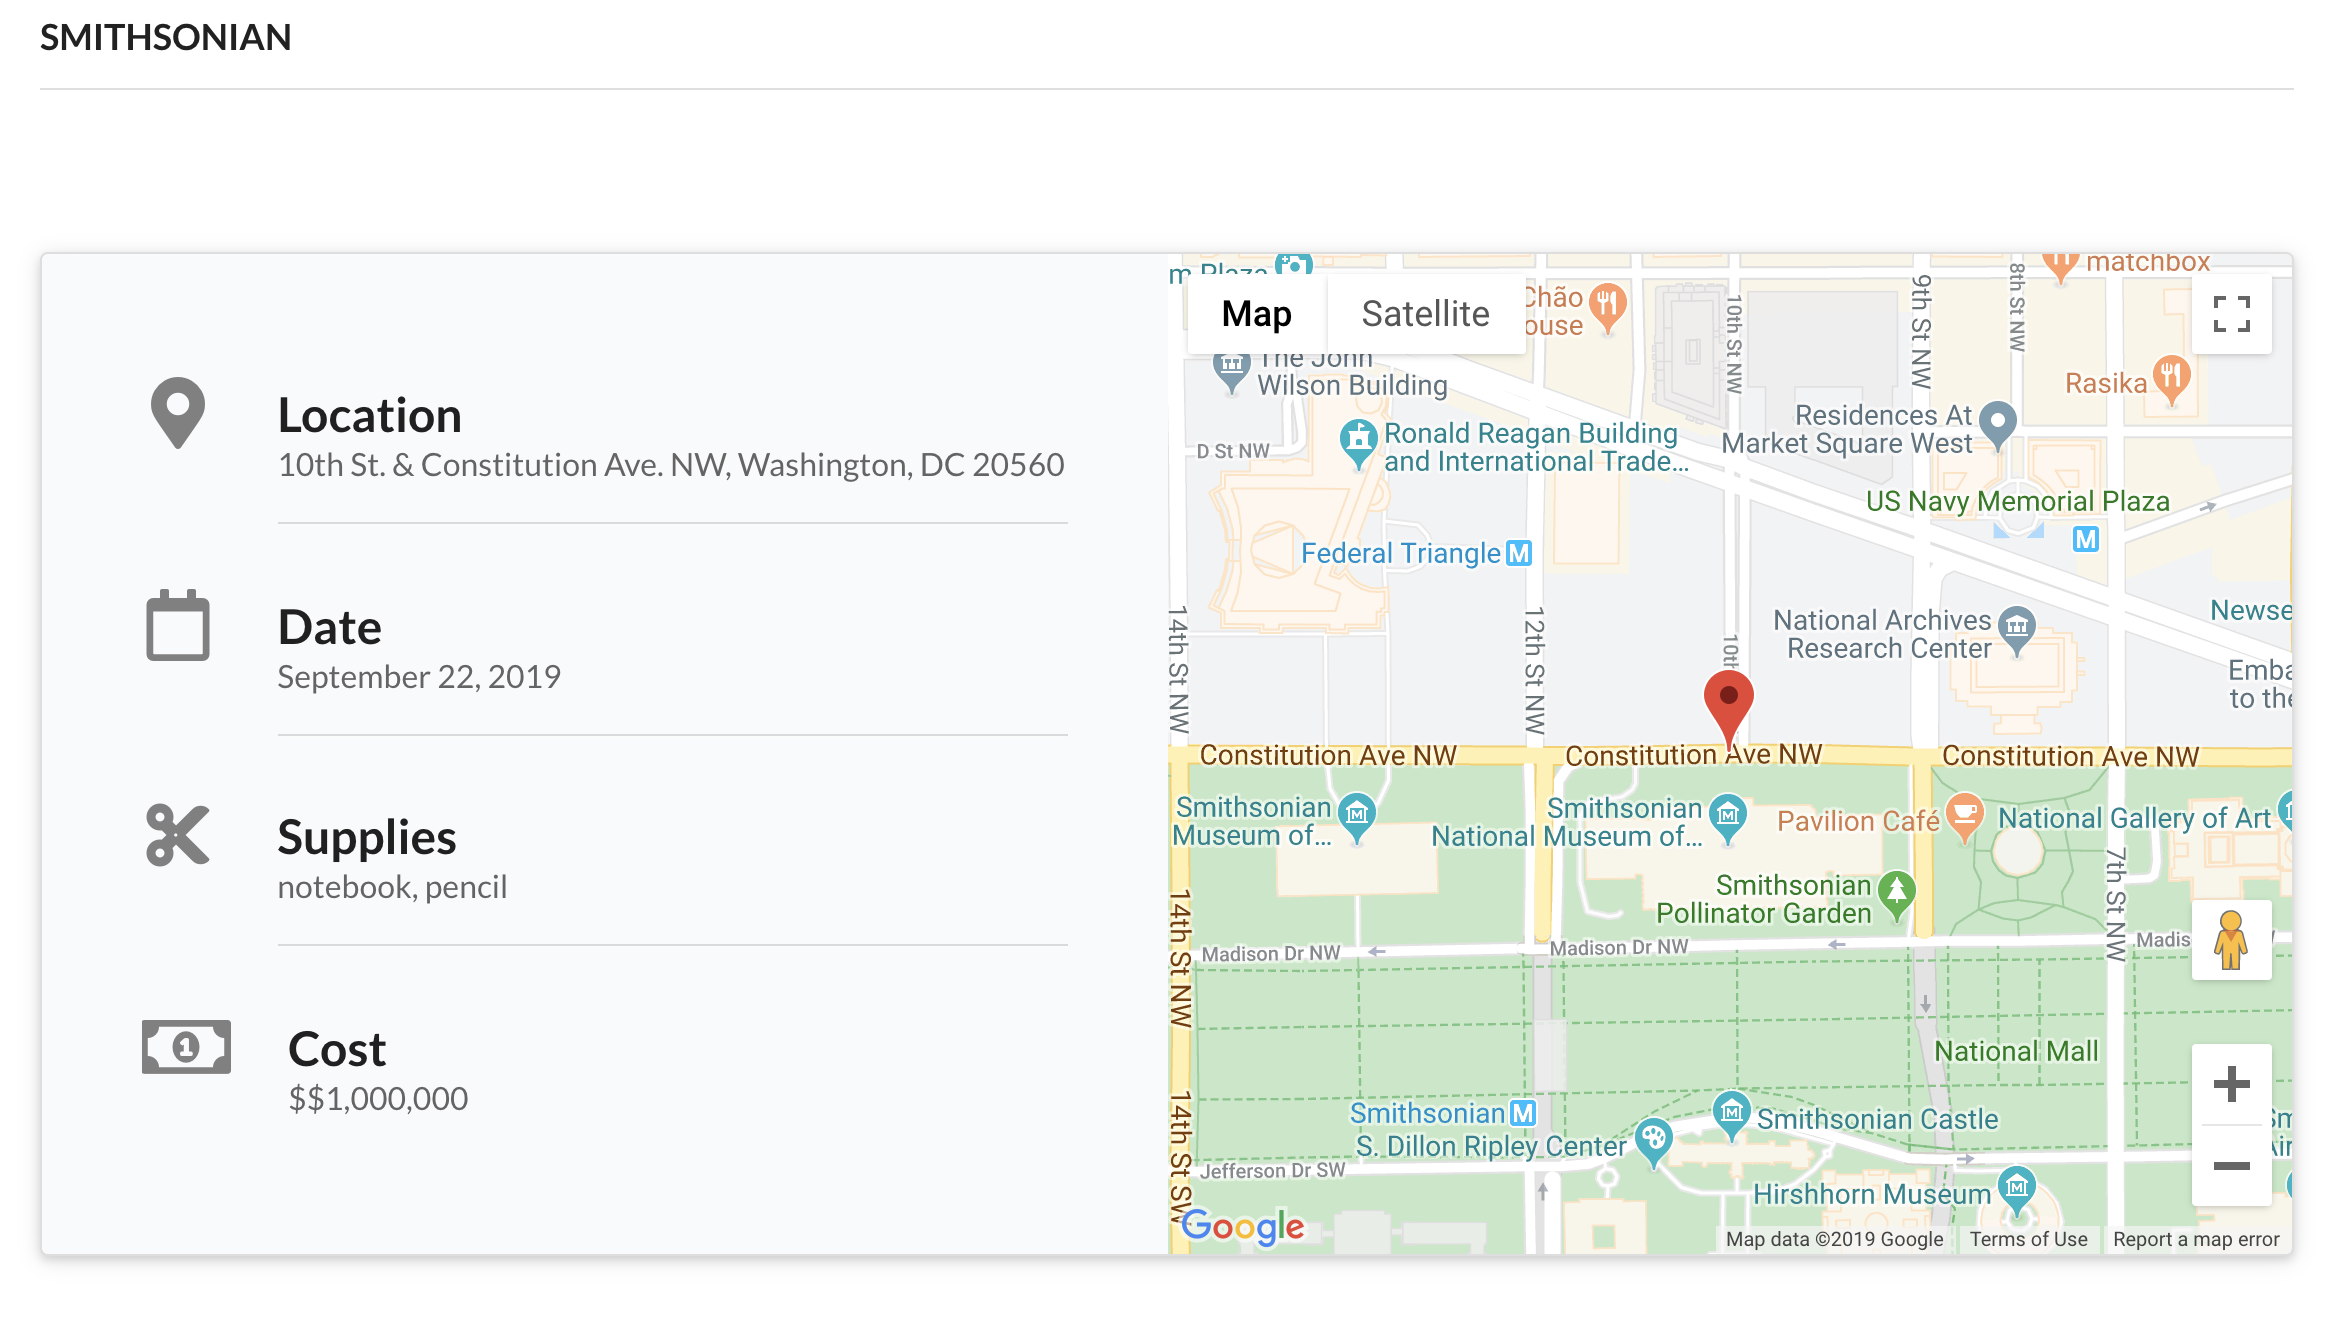 SMITHSONIAN
Location
10th St. & Constitution Ave. NW, Washington, DC 20560
Date
September 22, 2019
Supplies
notebook, pencil
Cost
$$1,000,000
m Plaza
matchbox
Map
Satellite
Chão
ouse
10th St NW
9th St NW
8th St NW
The John
Wilson Building
Rasika
Residences At
Market Square West
D St NW
Ronald Reagan Building
and International Trade...
US Navy Memorial Plaza
M
Federal Triangle M
National Archives
Research Center
Newse
Emba
to the
14th St NW
12th St NW
10th
Constitution Ave NW
Constitution Ave NW
Constitution Ave NW
Smithsonian
Museum of...
Smithsonian
National Museum of...
Pavilion Café
National Gallery of Art
Smithsonian
Pollinator Garden
7th St NW
14th St NW
Madison Dr NW
Madison Dr NW
Madis
National Mall
Smithsonian M
Smithsonian Castle
S. Dillon Ripley Center
Jefferson Dr SW
14th St SW
Hirshhorn Museum
Google
Map data ©2019 Google
Terms of Use
Report a map error